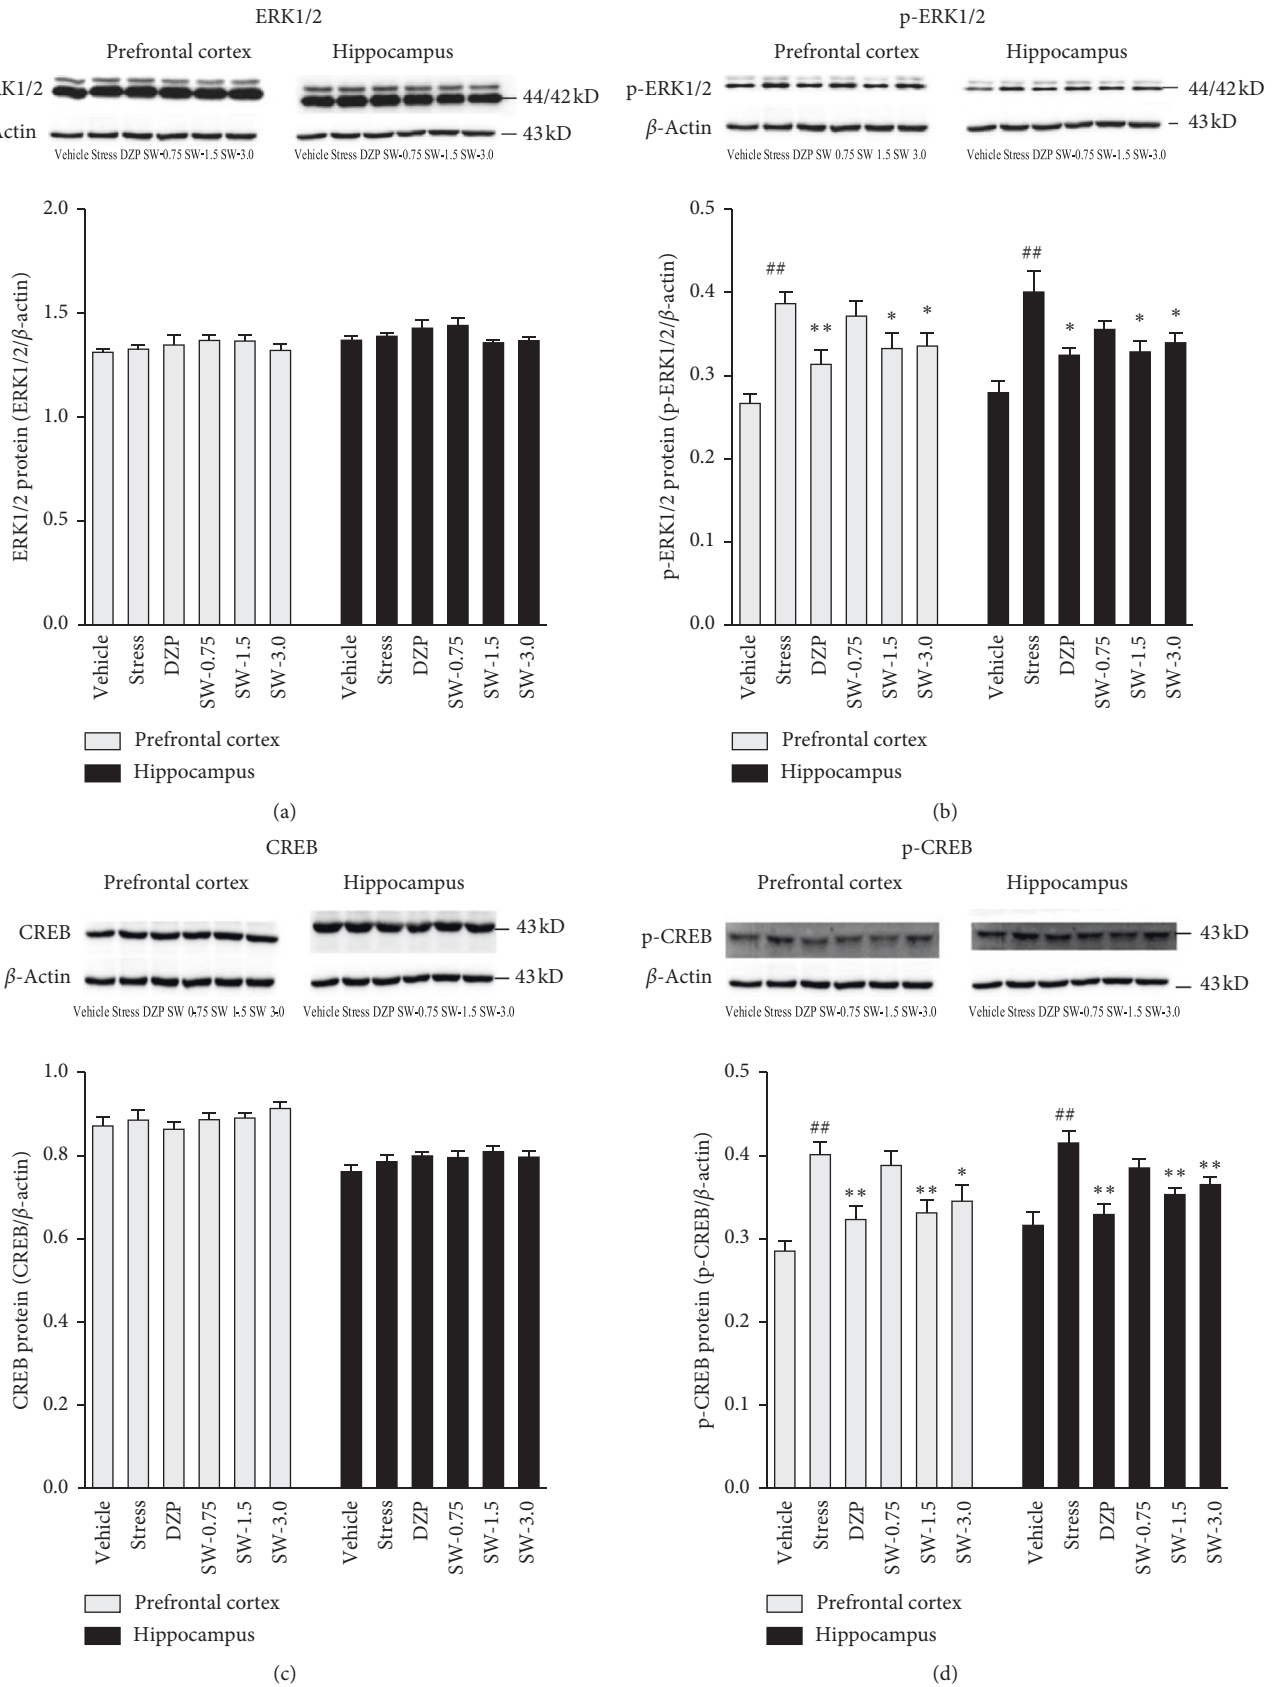 ERK1/2
Prefrontal cortex
Hippocampus
RK1/2
44/42 kD
Actin
43 kD
Vehicle Stress DZP SW-0.75 SW-1.5 SW-3.0
Vehicle Stress DZP SW-0.75 SW-1.5 SW-3.0
ERK1/2 protein (ERK1/2/β-actin)
2.0
1.5
1.0
0.5
0.0
Vehicle
Stress
DZP
SW-0.75
SW-1.5
SW-3.0
Vehicle
Stress
DZP
SW-0.75
SW-1.5
SW-3.0
Prefrontal cortex
Hippocampus
(a)
p-ERK1/2
Prefrontal cortex
Hippocampus
p-ERK1/2
44/42 kD
β-Actin
43 kD
Vehicle Stress DZP SW 0.75 SW 1.5 SW 3.0
Vehicle Stress DZP SW-0.75 SW-1.5 SW-3.0
p-ERK1/2 protein (p-ERK1/2/β-actin)
0.5
0.4
0.3
0.2
0.1
0.0
##
**
*
*
##
*
*
*
Vehicle
Stress
DZP
SW-0.75
SW-1.5
SW-3.0
Vehicle
Stress
DZP
SW-0.75
SW-1.5
SW-3.0
Prefrontal cortex
Hippocampus
(b)
CREB
Prefrontal cortex
Hippocampus
CREB
43 kD
β-Actin
43 kD
Vehicle Stress DZP SW 0-75 SW 1-5 SW 3-0
Vehicle Stress DZP SW-0.75 SW-1.5 SW-3.0
CREB protein (CREB/β-actin)
1.0
0.8
0.6
0.4
0.2
0.0
Vehicle
Stress
DZP
SW-0.75
SW-1.5
SW-3.0
Vehicle
Stress
DZP
SW-0.75
SW-1.5
SW-3.0
Prefrontal cortex
Hippocampus
(c)
p-CREB
Prefrontal cortex
Hippocampus
p-CREB
43 kD
β-Actin
43 kD
Vehicle Stress DZP SW-0.75 SW-1.5 SW-3.0
Vehicle Stress DZP SW-0.75 SW-1.5 SW-3.0
p-CREB protein (p-CREB/β-actin)
0.5
0.4
0.3
0.2
0.1
0.0
##
**
**
*
##
**
**
**
Vehicle
Stress
DZP
SW-0.75
SW-1.5
SW-3.0
Vehicle
Stress
DZP
SW-0.75
SW-1.5
SW-3.0
Prefrontal cortex
Hippocampus
(d)